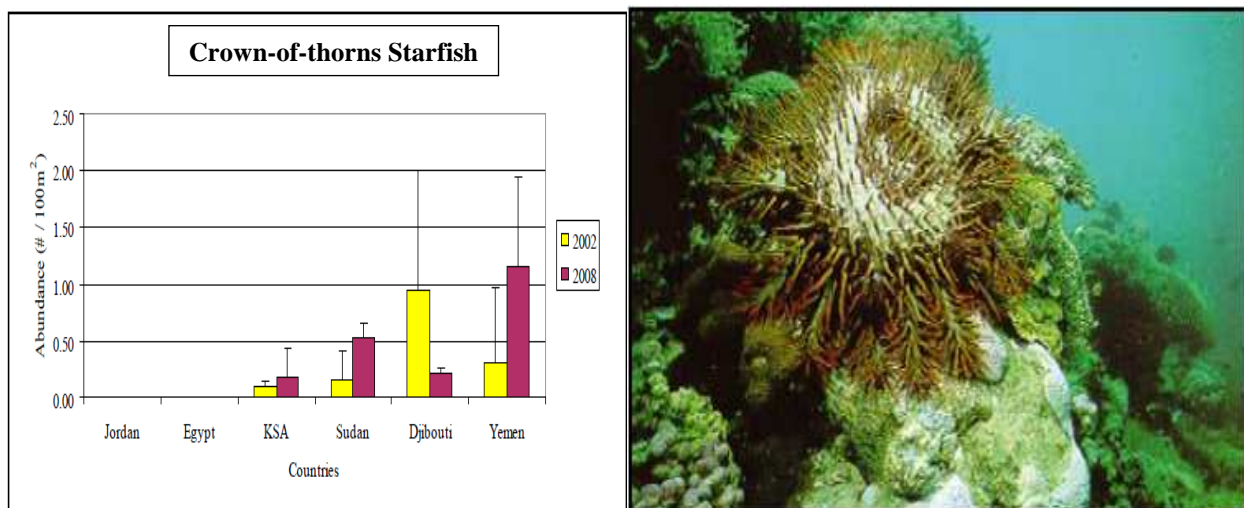 Crown-of-thorns Starfish
2.50
2.00
1.50
1.00
0.50
0.00
Abundance (# / 100m²)
Jordan Egypt KSA Sudan Djibouti Yemen
Countries
2002
2008